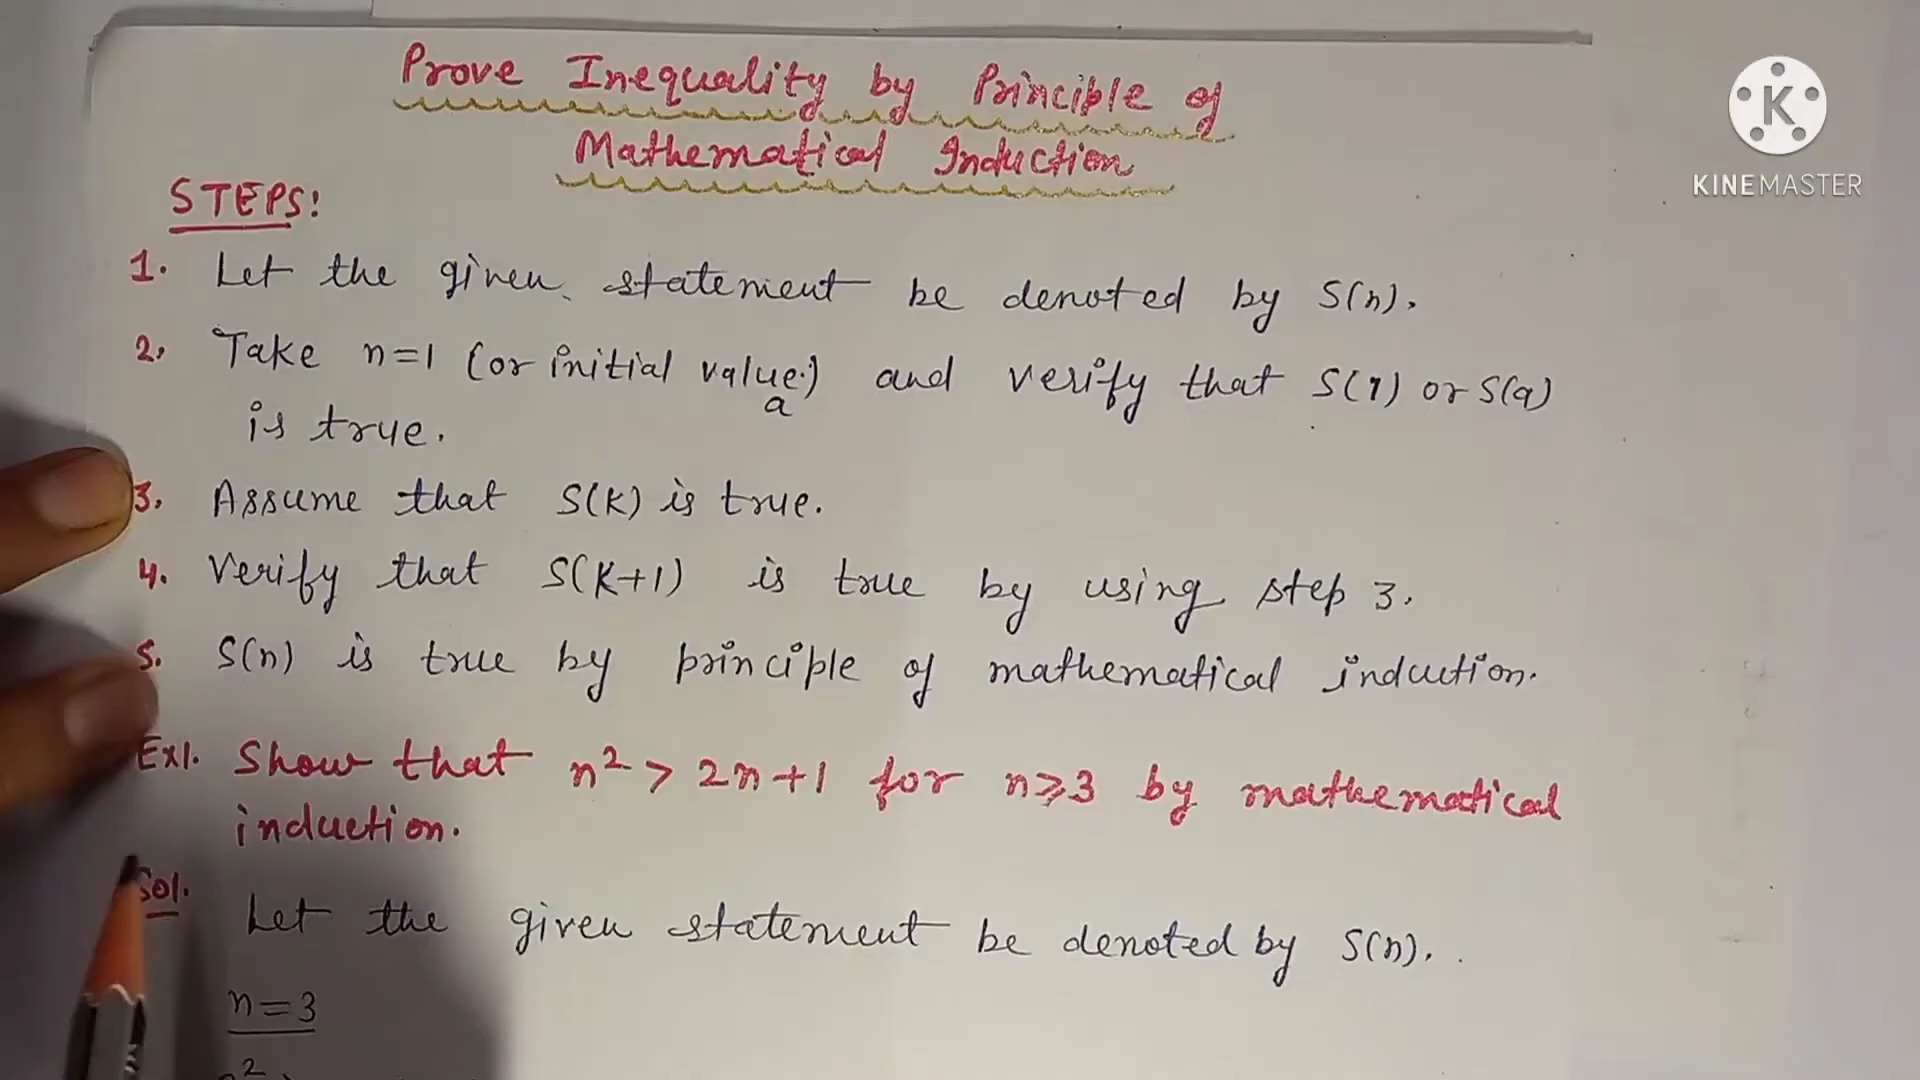 Prove Inequality by Principle of
Mathematical Induction
K
KINEMASTER
STEPS:
1. Let the given statement be denoted by S(n).
2. Take n=1 (or initial value.) and verify that S(1) or S(a)
a
is true.
3. Assume that S(K) is true.
4. Verify that S(K+1) is true by using step 3.
5. S(n) is true by principle of mathematical induction.
Ex1. Show that n² > 2n+1 for n⩾3 by mathematical
induction.
Sol.
Let the given statement be denoted by S(n).
n=3